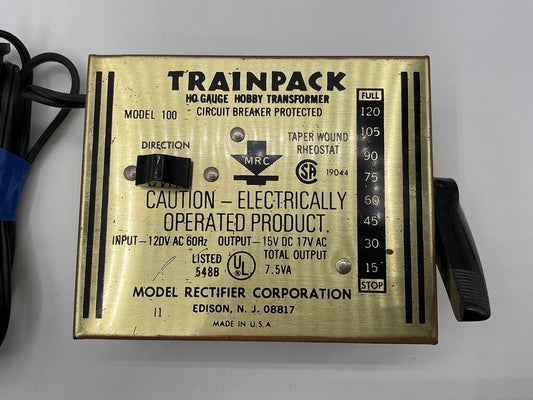 TRAINPACK
HO GAUGE HOBBY TRANSFORMER
MODEL 100 CIRCUIT BREAKER PROTECTED
DIRECTION
MRC
TAPER WOUND
RHEOSTAT
SA
19044
CAUTION – ELECTRICALLY
OPERATED PRODUCT.
INPUT–120V AC 60Hz OUTPUT–15V DC 17V AC
LISTED
548B
UL
TOTAL OUTPUT
7.5VA
MODEL RECTIFIER CORPORATION
11
EDISON, N. J. 08817
MADE IN U.S.A.
FULL
120
105
90
75
60
45
30
15
STOP